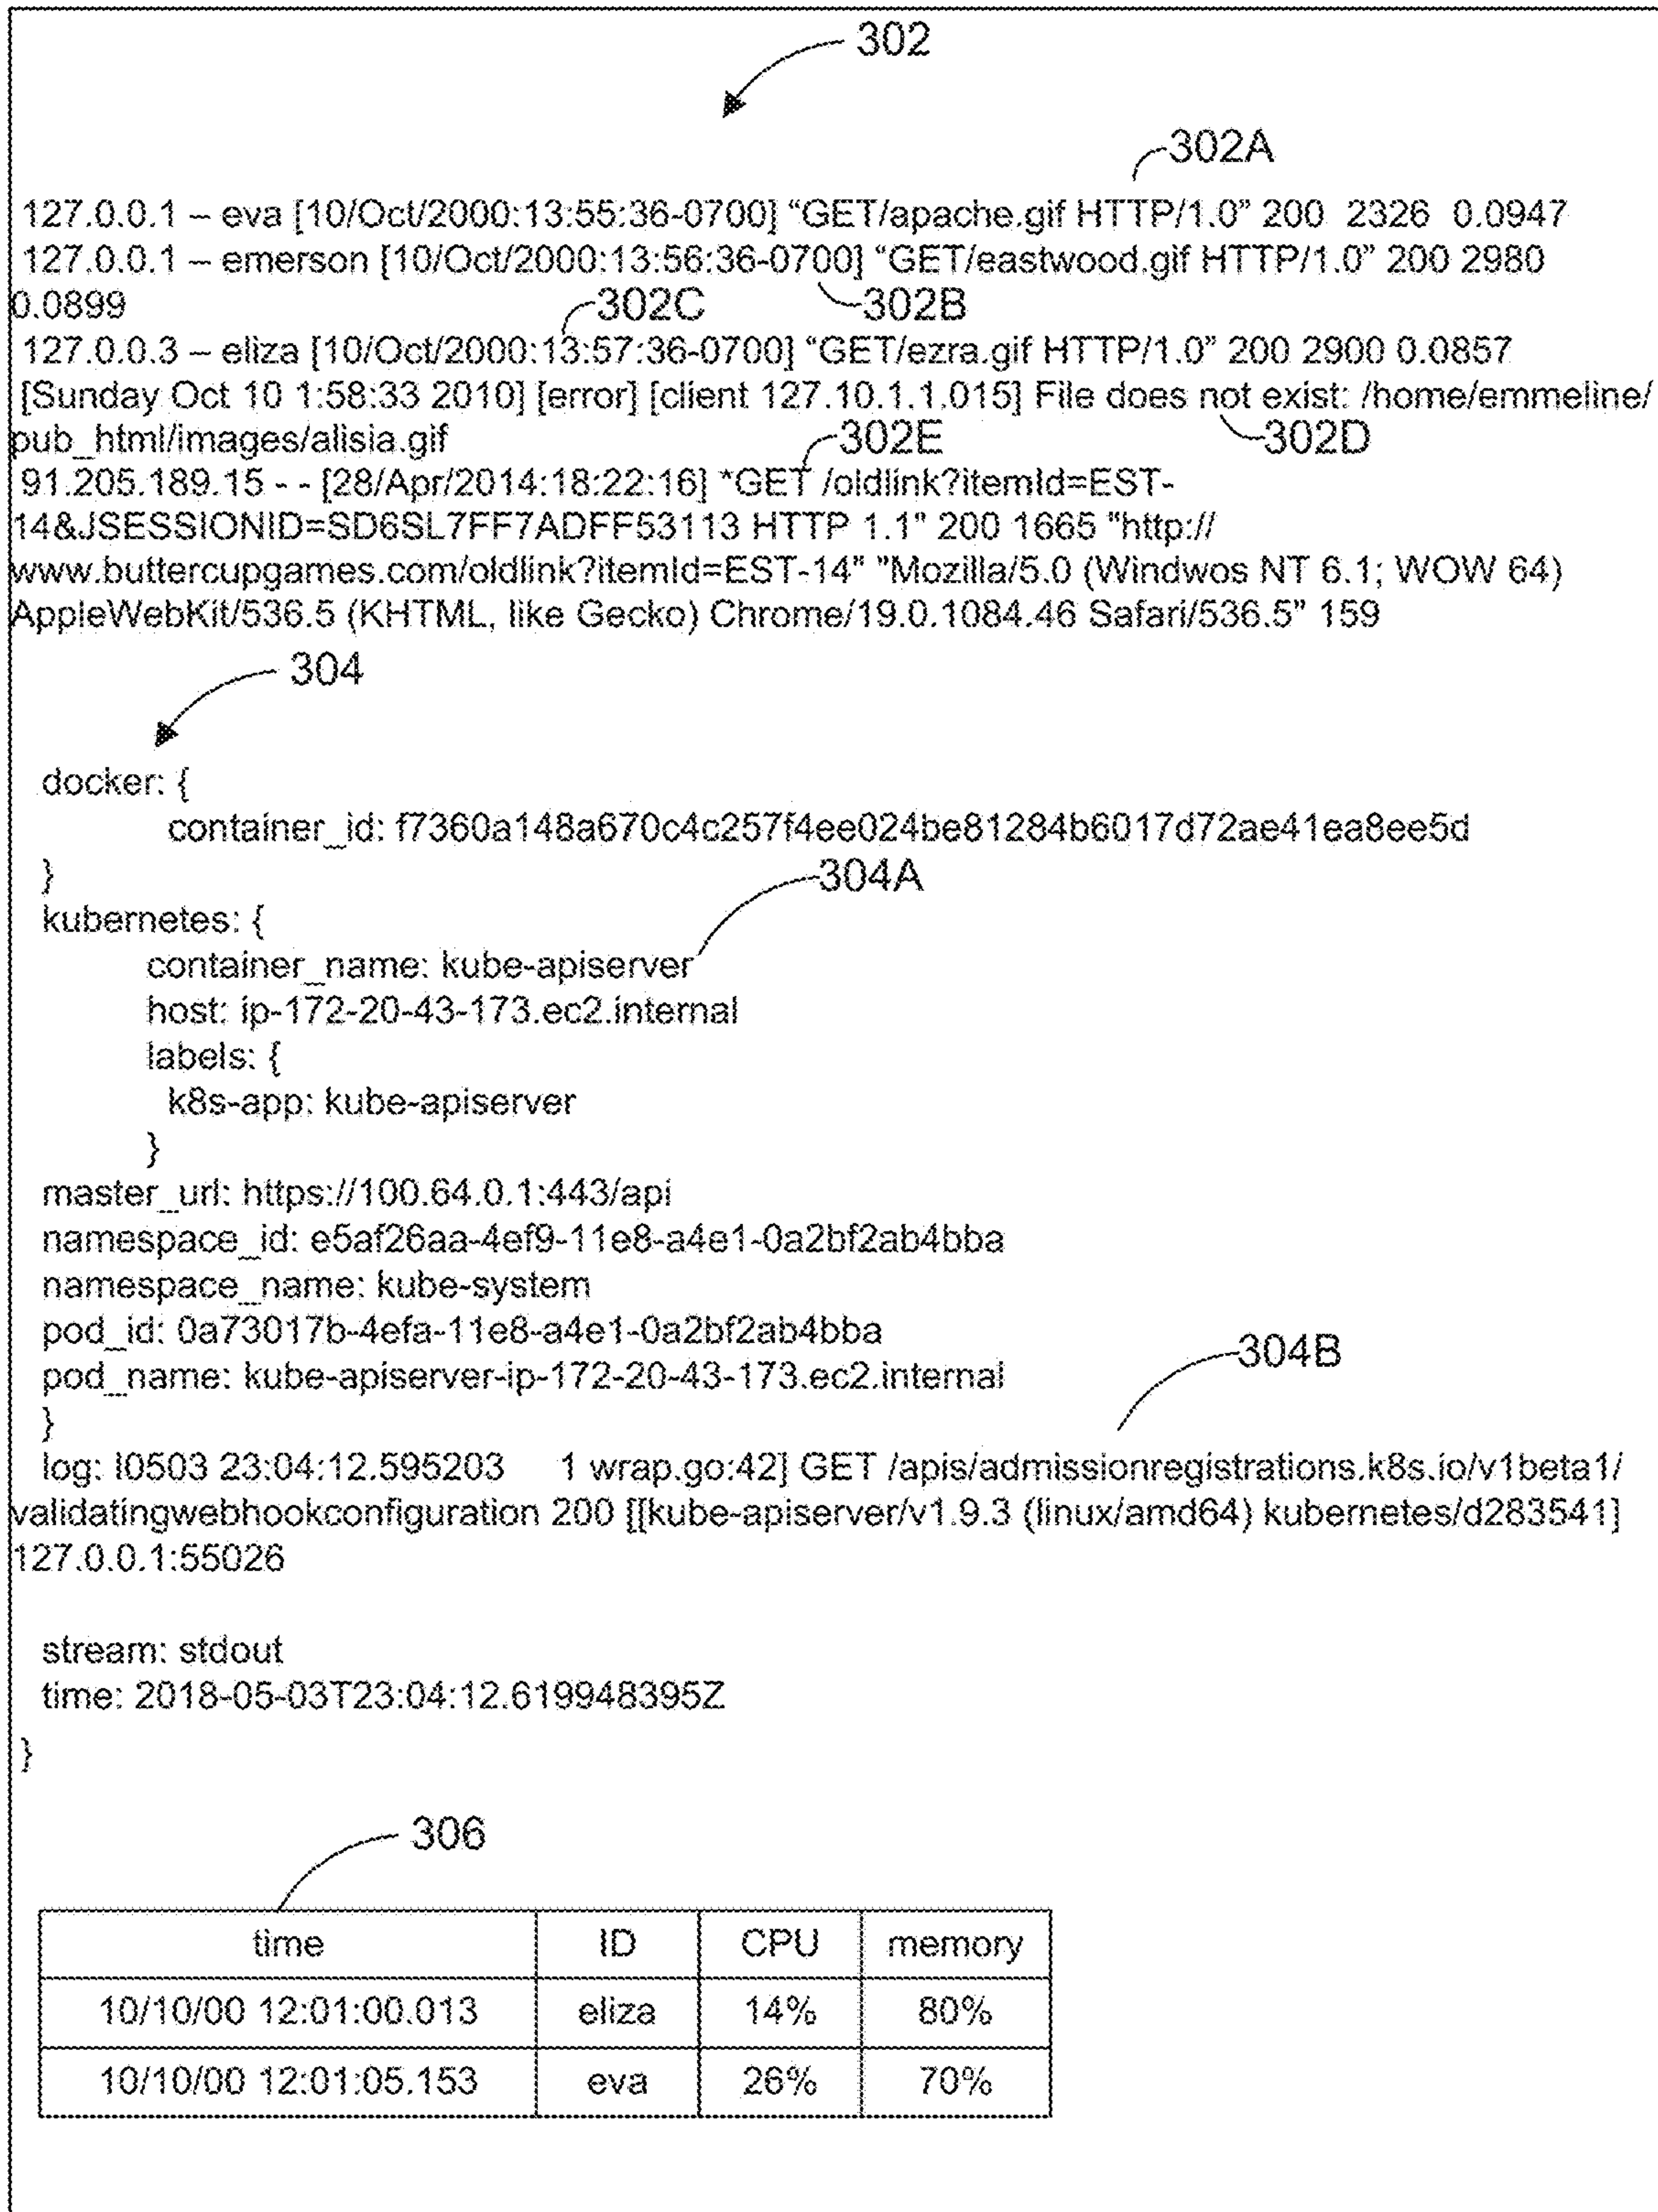 302
302A
127.0.0.1 – eva [10/Oct/2000:13:55:36-0700] “GET/apache.gif HTTP/1.0” 200 2326 0.0947
127.0.0.1 – emerson [10/Oct/2000:13:56:36-0700] “GET/eastwood.gif HTTP/1.0” 200 2980
0.0899
302C
302B
127.0.0.3 – eliza [10/Oct/2000:13:57:36-0700] “GET/ezra.gif HTTP/1.0” 200 2900 0.0857
[Sunday Oct 10 1:58:33 2010] [error] [client 127.10.1.1.015] File does not exist: /home/emmeline/
pub_html/images/alisia.gif
302E
302D
91.205.189.15 - - [28/Apr/2014:18:22:16] *GET /oldlink?itemId=EST-
14&JSESSIONID=SD6SL7FF7ADFF53113 HTTP 1.1" 200 1665 "http://
www.buttercupgames.com/oldlink?itemId=EST-14" "Mozilla/5.0 (Windwos NT 6.1; WOW 64)
AppleWebKit/536.5 (KHTML, like Gecko) Chrome/19.0.1084.46 Safari/536.5" 159
304
docker: {
container_id: f7360a148a670c4c257f4ee024be81284b6017d72ae41ea8ee5d
}
304A
kubernetes: {
container_name: kube-apiserver
host: ip-172-20-43-173.ec2.internal
labels: {
k8s-app: kube-apiserver
}
master_url: https://100.64.0.1:443/api
namespace_id: e5af26aa-4ef9-11e8-a4e1-0a2bf2ab4bba
namespace_name: kube-system
pod_id: 0a73017b-4efa-11e8-a4e1-0a2bf2ab4bba
304B
pod_name: kube-apiserver-ip-172-20-43-173.ec2.internal
}
log: I0503 23:04:12.595203 1 wrap.go:42] GET /apis/admissionregistrations.k8s.io/v1beta1/
validatingwebhookconfiguration 200 [[kube-apiserver/v1.9.3 (linux/amd64) kubernetes/d283541]
127.0.0.1:55026
stream: stdout
time: 2018-05-03T23:04:12.619948395Z
}
306
time ID CPU memory
10/10/00 12:01:00.013 eliza 14% 80%
10/10/00 12:01:05.153 eva 26% 70%